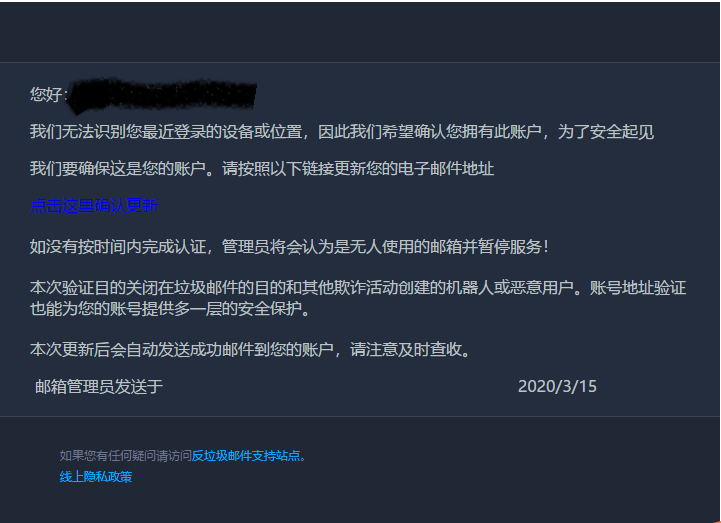 您好：
我们无法识别您最近登录的设备或位置，因此我们希望确认您拥有此账户，为了安全起见
我们要确保这是您的账户。请按照以下链接更新您的电子邮件地址
点击这里确认更新
如没有按时间内完成认证，管理员将会认为是无人使用的邮箱并暂停服务！
本次验证目的关闭在垃圾邮件的目的和其他欺诈活动创建的机器人或恶意用户。账号地址验证
也能为您的账号提供多一层的安全保护。
本次更新后会自动发送成功邮件到您的账户，请注意及时查收。
邮箱管理员发送于 2020/3/15
如果您有任何疑问请访问反垃圾邮件支持站点。
线上隐私政策